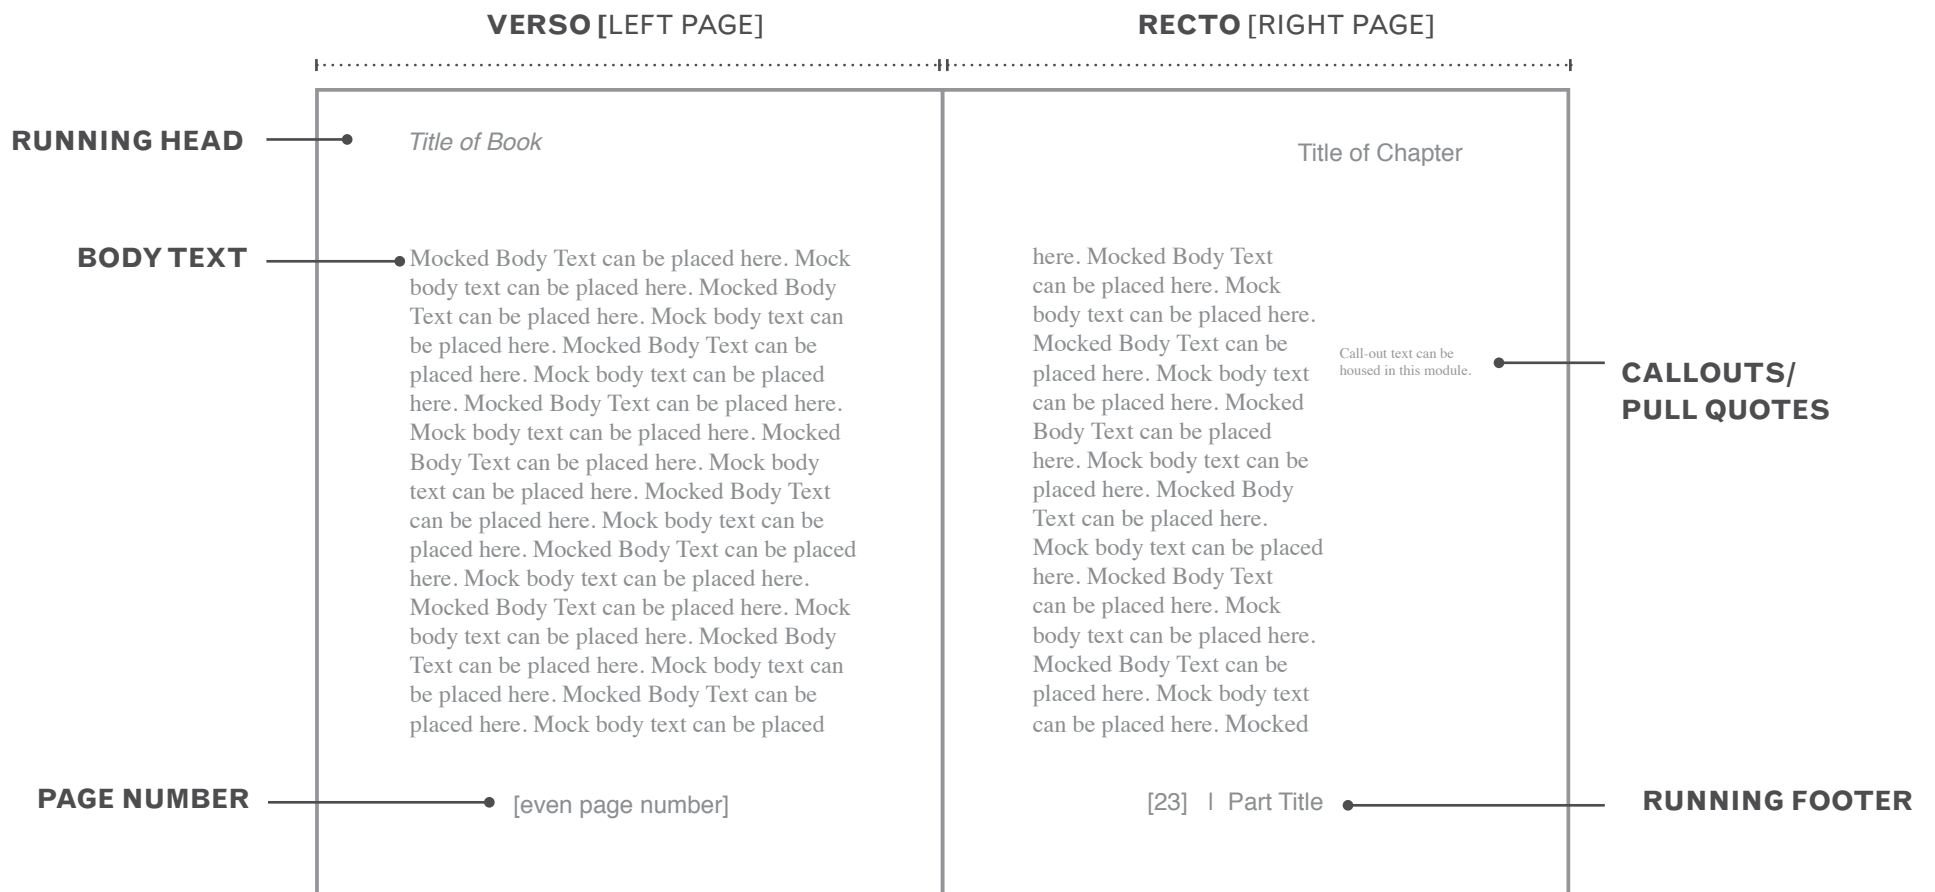 VERSO [LEFT PAGE]
RECTO [RIGHT PAGE]
RUNNING HEAD
Title of Book
Title of Chapter
BODY TEXT
Mocked Body Text can be placed here. Mock
body text can be placed here. Mocked Body
Text can be placed here. Mock body text can
be placed here. Mocked Body Text can be
placed here. Mock body text can be placed
here. Mocked Body Text can be placed here.
Mock body text can be placed here. Mocked
Body Text can be placed here. Mock body
text can be placed here. Mocked Body Text
can be placed here. Mock body text can be
placed here. Mocked Body Text can be placed
here. Mock body text can be placed here.
Mocked Body Text can be placed here. Mock
body text can be placed here. Mocked Body
Text can be placed here. Mock body text can
be placed here. Mocked Body Text can be
placed here. Mock body text can be placed
here. Mocked Body Text
can be placed here. Mock
body text can be placed here.
Mocked Body Text can be
placed here. Mock body text
can be placed here. Mocked
Body Text can be placed
here. Mock body text can be
placed here. Mocked Body
Text can be placed here.
Mock body text can be placed
here. Mocked Body Text
can be placed here. Mock
body text can be placed here.
Mocked Body Text can be
placed here. Mock body text
can be placed here. Mocked
Call-out text can be
housed in this module.
CALLOUTS/
PULL QUOTES
PAGE NUMBER
[even page number]
[23] | Part Title
RUNNING FOOTER